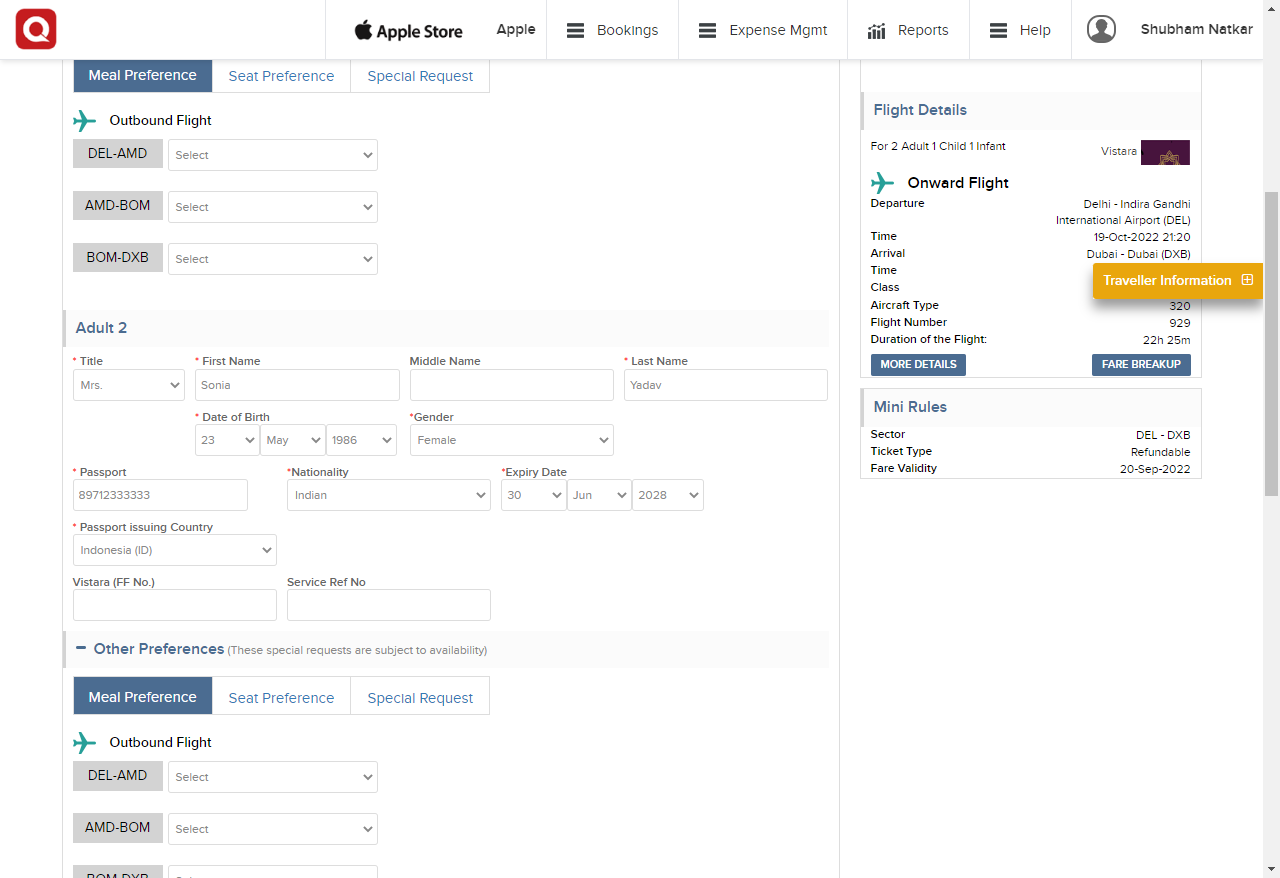 Q
Apple Store
Apple
Bookings
Expense Mgmt
Reports
Help
Shubham Natkar
Meal Preference
Seat Preference
Special Request
Outbound Flight
DEL-AMD
Select
AMD-BOM
Select
BOM-DXB
Select
Adult 2
* Title
* First Name
Middle Name
* Last Name
Mrs.
Sonia
Yadav
* Date of Birth
*Gender
23
May
1986
Female
* Passport
*Nationality
*Expiry Date
89712333333
Indian
30
Jun
2028
* Passport issuing Country
Indonesia (ID)
Vistara (FF No.)
Service Ref No
Other Preferences (These special requests are subject to availability)
Meal Preference
Seat Preference
Special Request
Outbound Flight
DEL-AMD
Select
AMD-BOM
Select
BOM-DXB
Flight Details
For 2 Adult 1 Child 1 Infant
Vistara
Onward Flight
Departure
Delhi - Indira Gandhi
International Airport (DEL)
Time
19-Oct-2022 21:20
Arrival
Dubai - Dubai (DXB)
Time
Traveller Information
Class
Aircraft Type
320
Flight Number
929
Duration of the Flight:
22h 25m
MORE DETAILS
FARE BREAKUP
Mini Rules
Sector
DEL - DXB
Ticket Type
Refundable
Fare Validity
20-Sep-2022